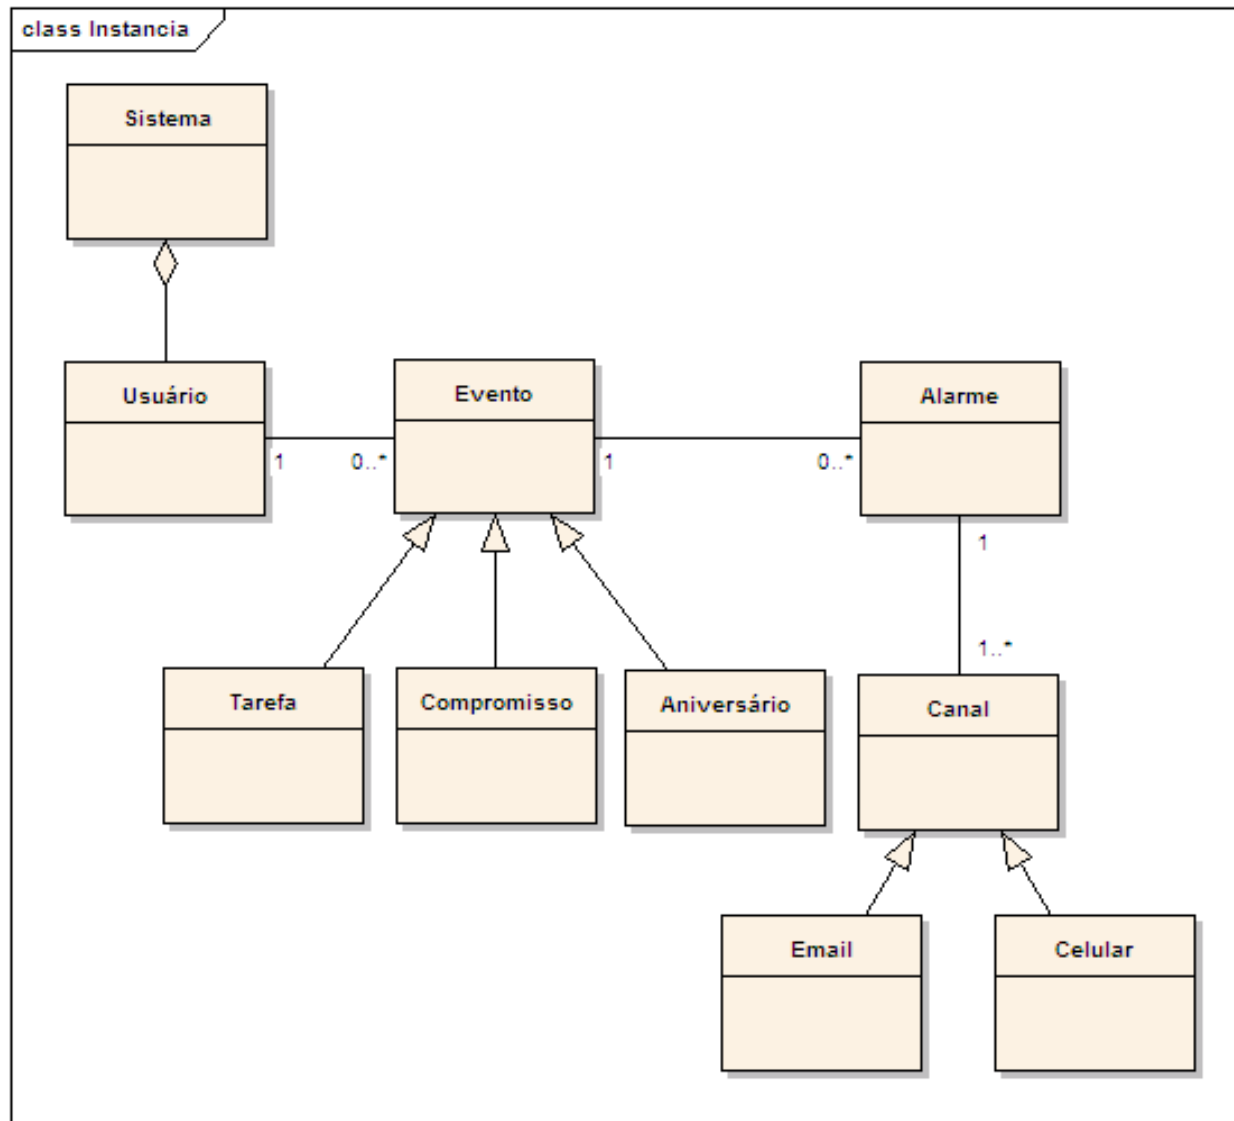 class Instancia
Sistema
Usuário
Evento
Alarme
1
0..*
1
0..*
1
1..*
Tarefa
Compromisso
Aniversário
Canal
Email
Celular